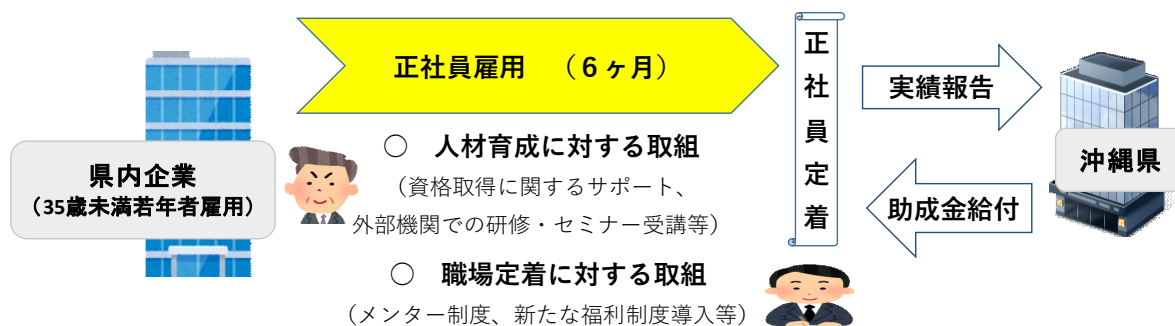 正社員雇用　（６ヶ月）
県内企業
（35歳未満若年者雇用）
○　人材育成に対する取組
（資格取得に関するサポート、
外部機関での研修・セミナー受講等）
○　職場定着に対する取組
（メンター制度、新たな福利制度導入等）
正社員定着
実績報告
助成金給付
沖縄県